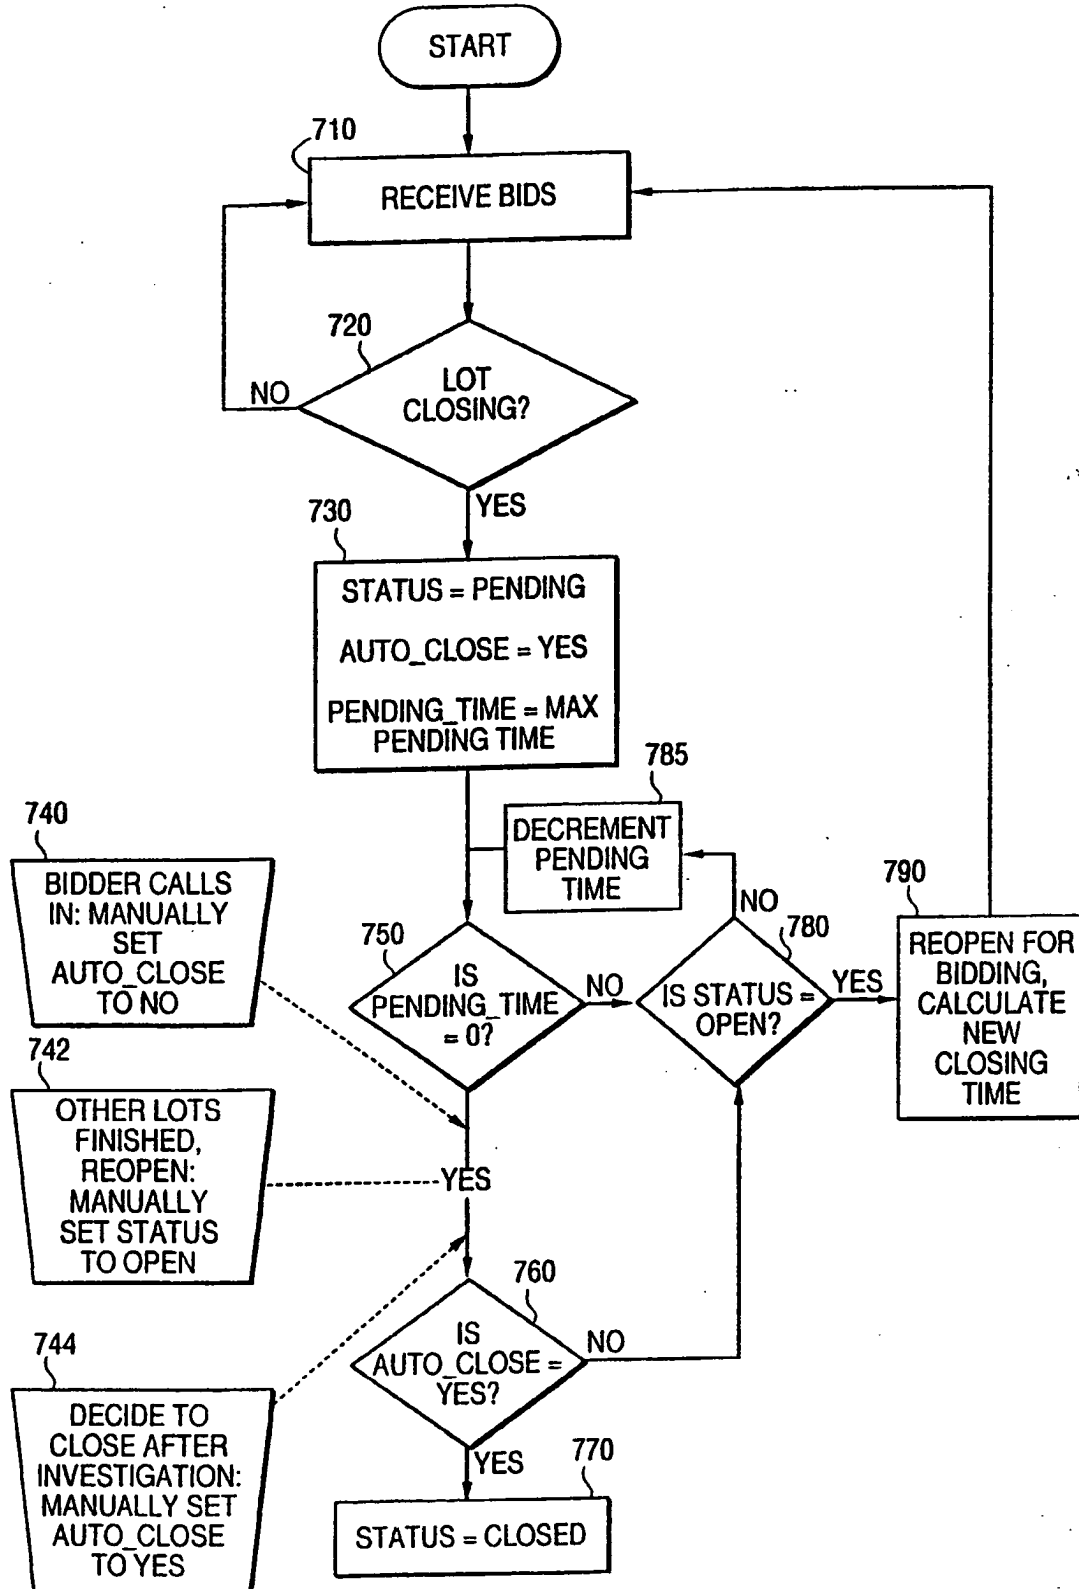 START
710
RECEIVE BIDS
720
LOT
CLOSING?
NO
YES
730
STATUS = PENDING
AUTO_CLOSE = YES
PENDING_TIME = MAX
PENDING TIME
785
DECREMENT
PENDING
TIME
740
BIDDER CALLS
IN: MANUALLY
SET
AUTO_CLOSE
TO NO
750
IS
PENDING_TIME
= 0?
NO
NO
780
IS STATUS =
OPEN?
YES
790
REOPEN FOR
BIDDING,
CALCULATE
NEW
CLOSING
TIME
742
OTHER LOTS
FINISHED,
REOPEN:
MANUALLY
SET STATUS
TO OPEN
YES
760
IS
AUTO_CLOSE =
YES?
NO
744
DECIDE TO
CLOSE AFTER
INVESTIGATION:
MANUALLY SET
AUTO_CLOSE
TO YES
YES
770
STATUS = CLOSED